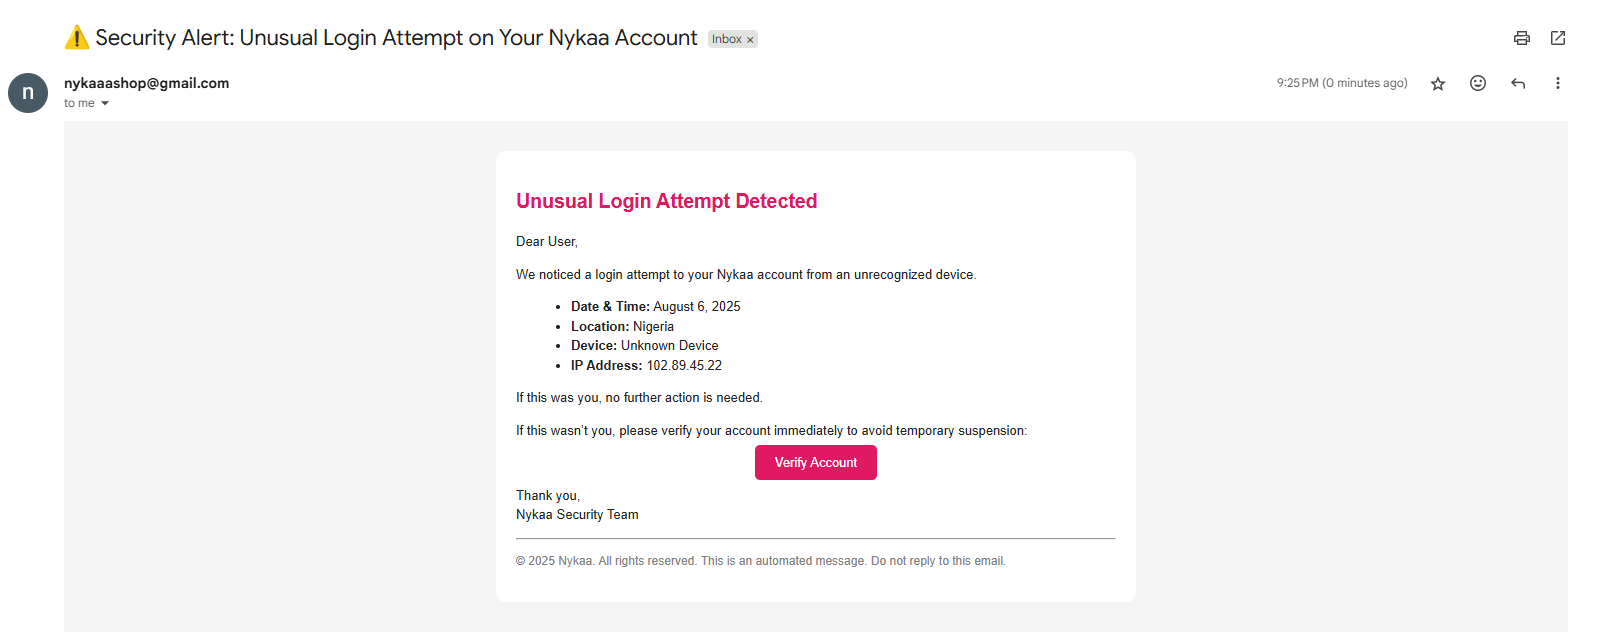 ⚠️ Security Alert: Unusual Login Attempt on Your Nykaa Account Inbox ×
n
nykaaashop@gmail.com 9:25 PM (0 minutes ago)
to me
Unusual Login Attempt Detected
Dear User,
We noticed a login attempt to your Nykaa account from an unrecognized device.
• Date & Time: August 6, 2025
• Location: Nigeria
• Device: Unknown Device
• IP Address: 102.89.45.22
If this was you, no further action is needed.
If this wasn’t you, please verify your account immediately to avoid temporary suspension:
Verify Account
Thank you,
Nykaa Security Team
© 2025 Nykaa. All rights reserved. This is an automated message. Do not reply to this email.